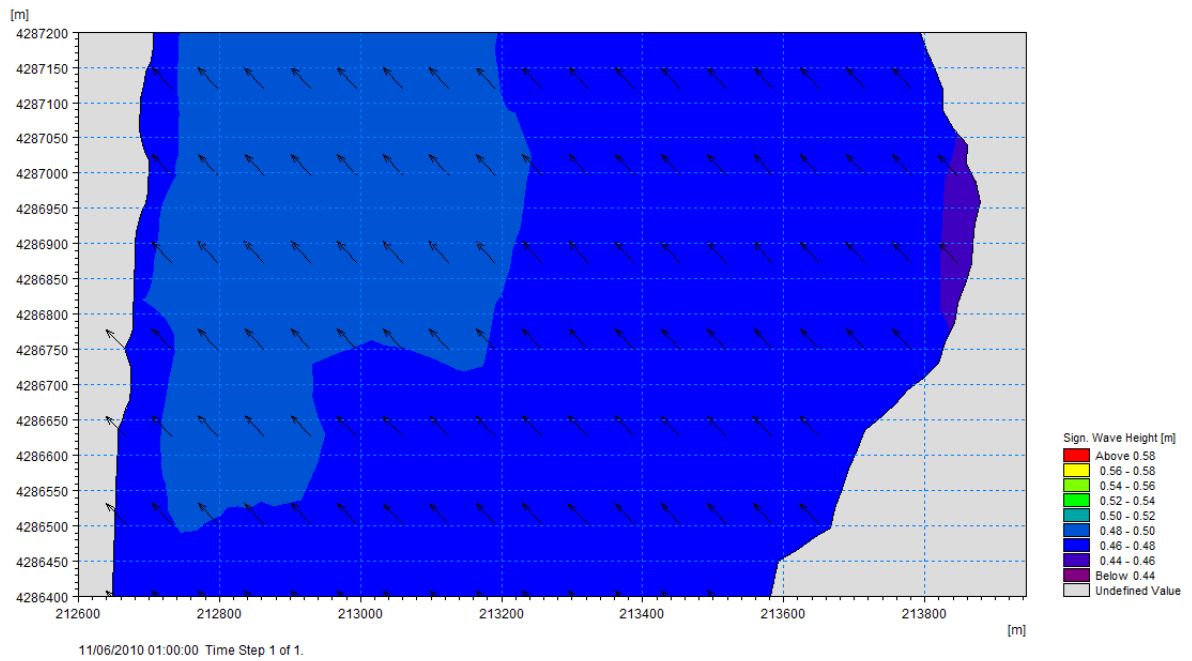 [m]
4287200
4287150
4287100
4287050
4287000
4286950
4286900
4286850
4286800
4286750
4286700
4286650
4286600
4286550
4286500
4286450
4286400
212600 212800 213000 213200 213400 213600 213800
[m]
Sign. Wave Height [m]
Above 0.58
0.56 - 0.58
0.54 - 0.56
0.52 - 0.54
0.50 - 0.52
0.48 - 0.50
0.46 - 0.48
0.44 - 0.46
Below 0.44
Undefined Value
11/06/2010 01:00:00 Time Step 1 of 1.